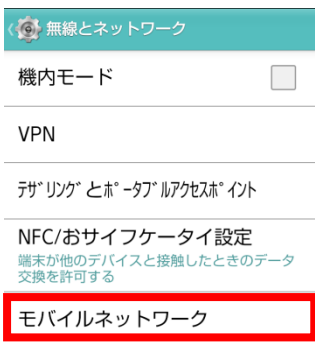 無線とネットワーク
機内モード
VPN
ﾃｻﾞﾘﾝｸﾞとﾎﾟｰﾀﾌﾞﾙｱｸｾｽﾎﾟｲﾝﾄ
NFC/おサイフケータイ設定
端末が他のデバイスと接触したときのデータ
交換を許可する
モバイルネットワーク